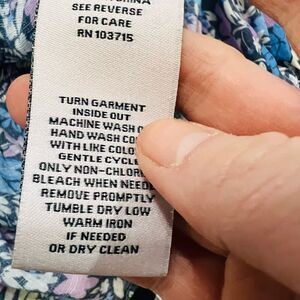 SEE REVERSE
FOR CARE
RN 103715
TURN GARMENT
INSIDE OUT
MACHINE WASH
HAND WASH
WITH LIKE
GENTLE CYCLE
ONLY NON-CHLOR
BLEACH WHEN NEED
REMOVE PROMPTLY
TUMBLE DRY LOW
WARM IRON
IF NEEDED
OR DRY CLEAN